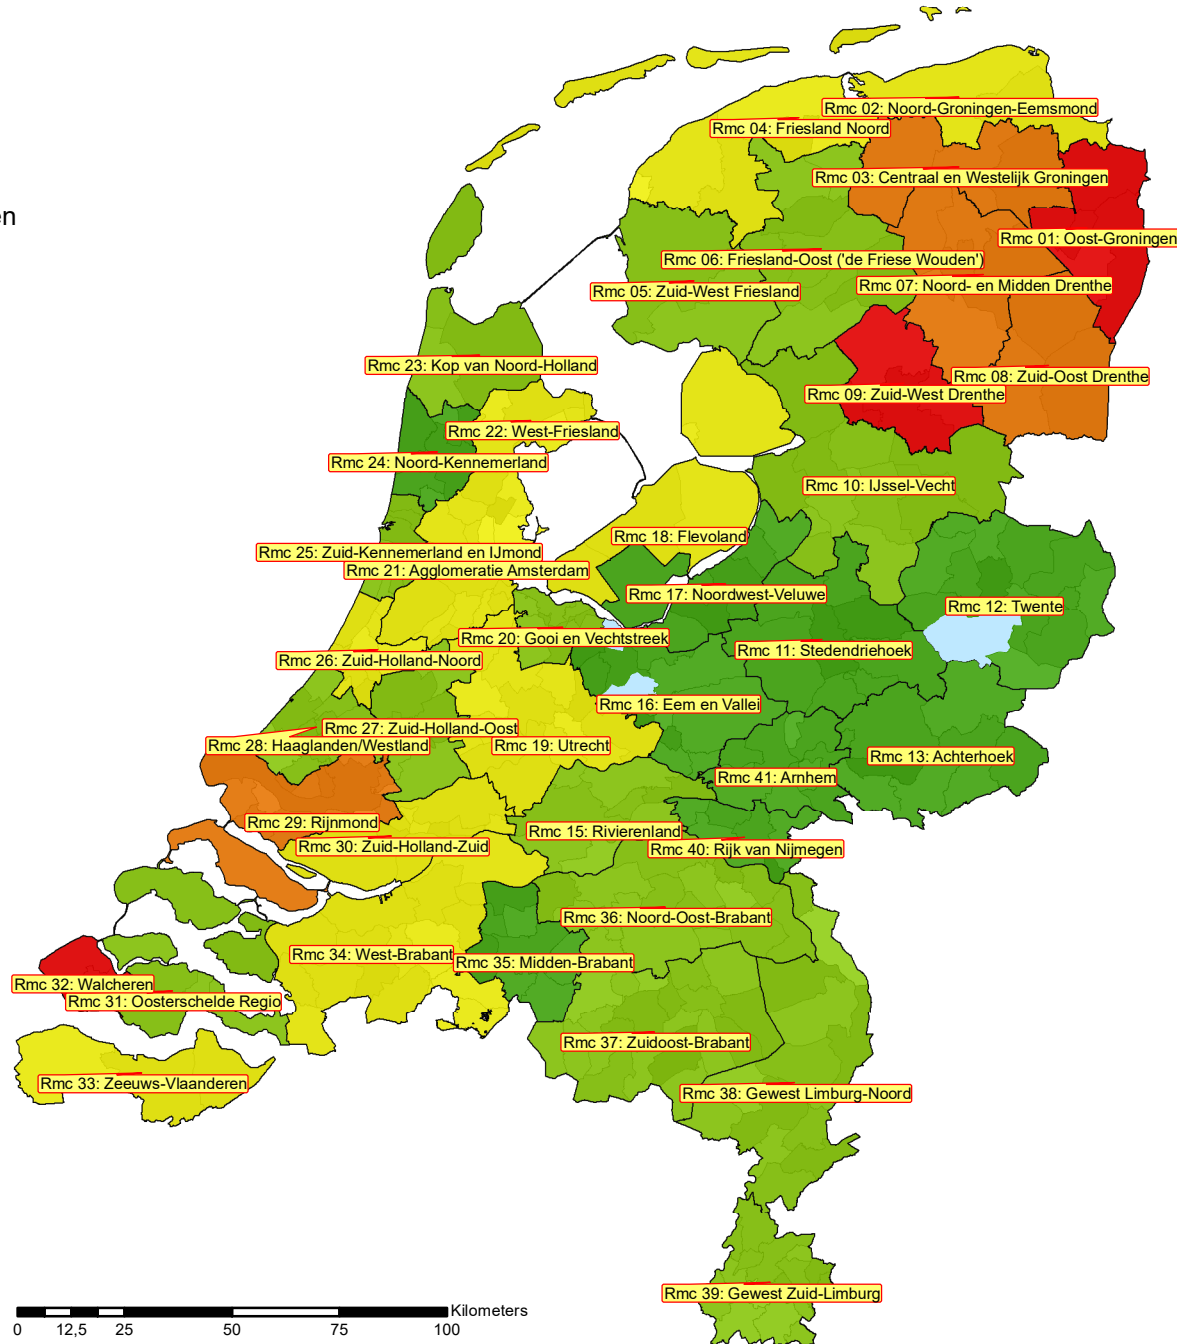 en
Rmc 02: Noord-Groningen-Eemsmond
Rmc 04: Friesland Noord
Rmc 03: Centraal en Westelijk Groningen
Rmc 01: Oost-Groningen
Rmc 06: Friesland-Oost ('de Friese Wouden')
Rmc 07: Noord- en Midden Drenthe
Rmc 05: Zuid-West Friesland
Rmc 23: Kop van Noord-Holland
Rmc 08: Zuid-Oost Drenthe
Rmc 09: Zuid-West Drenthe
Rmc 22: West-Friesland
Rmc 24: Noord-Kennemerland
Rmc 10: IJssel-Vecht
Rmc 18: Flevoland
Rmc 25: Zuid-Kennemerland en IJmond
Rmc 21: Agglomeratie Amsterdam
Rmc 17: Noordwest-Veluwe
Rmc 12: Twente
Rmc 20: Gooi en Vechtstreek
Rmc 11: Stedendriehoek
Rmc 26: Zuid-Holland-Noord
Rmc 16: Eem en Vallei
Rmc 27: Zuid-Holland-Oost
Rmc 28: Haaglanden/Westland
Rmc 19: Utrecht
Rmc 13: Achterhoek
Rmc 41: Arnhem
Rmc 29: Rijnmond
Rmc 15: Rivierenland
Rmc 30: Zuid-Holland-Zuid
Rmc 40: Rijk van Nijmegen
Rmc 36: Noord-Oost-Brabant
Rmc 34: West-Brabant
Rmc 35: Midden-Brabant
Rmc 32: Walcheren
Rmc 31: Oosterschelde Regio
Rmc 37: Zuidoost-Brabant
Rmc 33: Zeeuws-Vlaanderen
Rmc 38: Gewest Limburg-Noord
Rmc 39: Gewest Zuid-Limburg
Kilometers
0 12,5 25 50 75 100